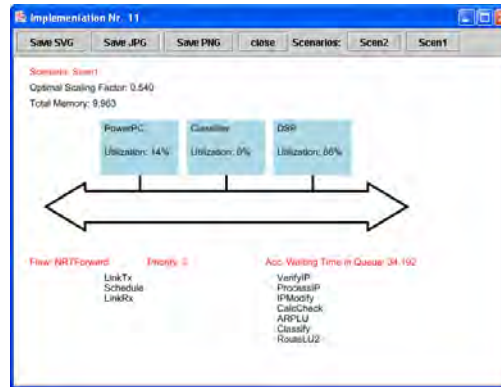 Implementation Nr. 11
Save SVG Save JPG Save PNG close Scenarios: Scen2 Scen1
Scenario: Scen1
Optimal Scaling Factor: 0.540
Total Memory: 9,963
PowerPC Classifier DSP
Utilization: 14% Utilization: 0% Utilization: 86%
Flow: NRTForward Priority: Acc. Waiting Time in Queue: 34.192
LinkTx VerifyIP
Schedule ProcessIP
LinkRx IPModify
CalcCheck
ARPLU
Classify
RouteLU2